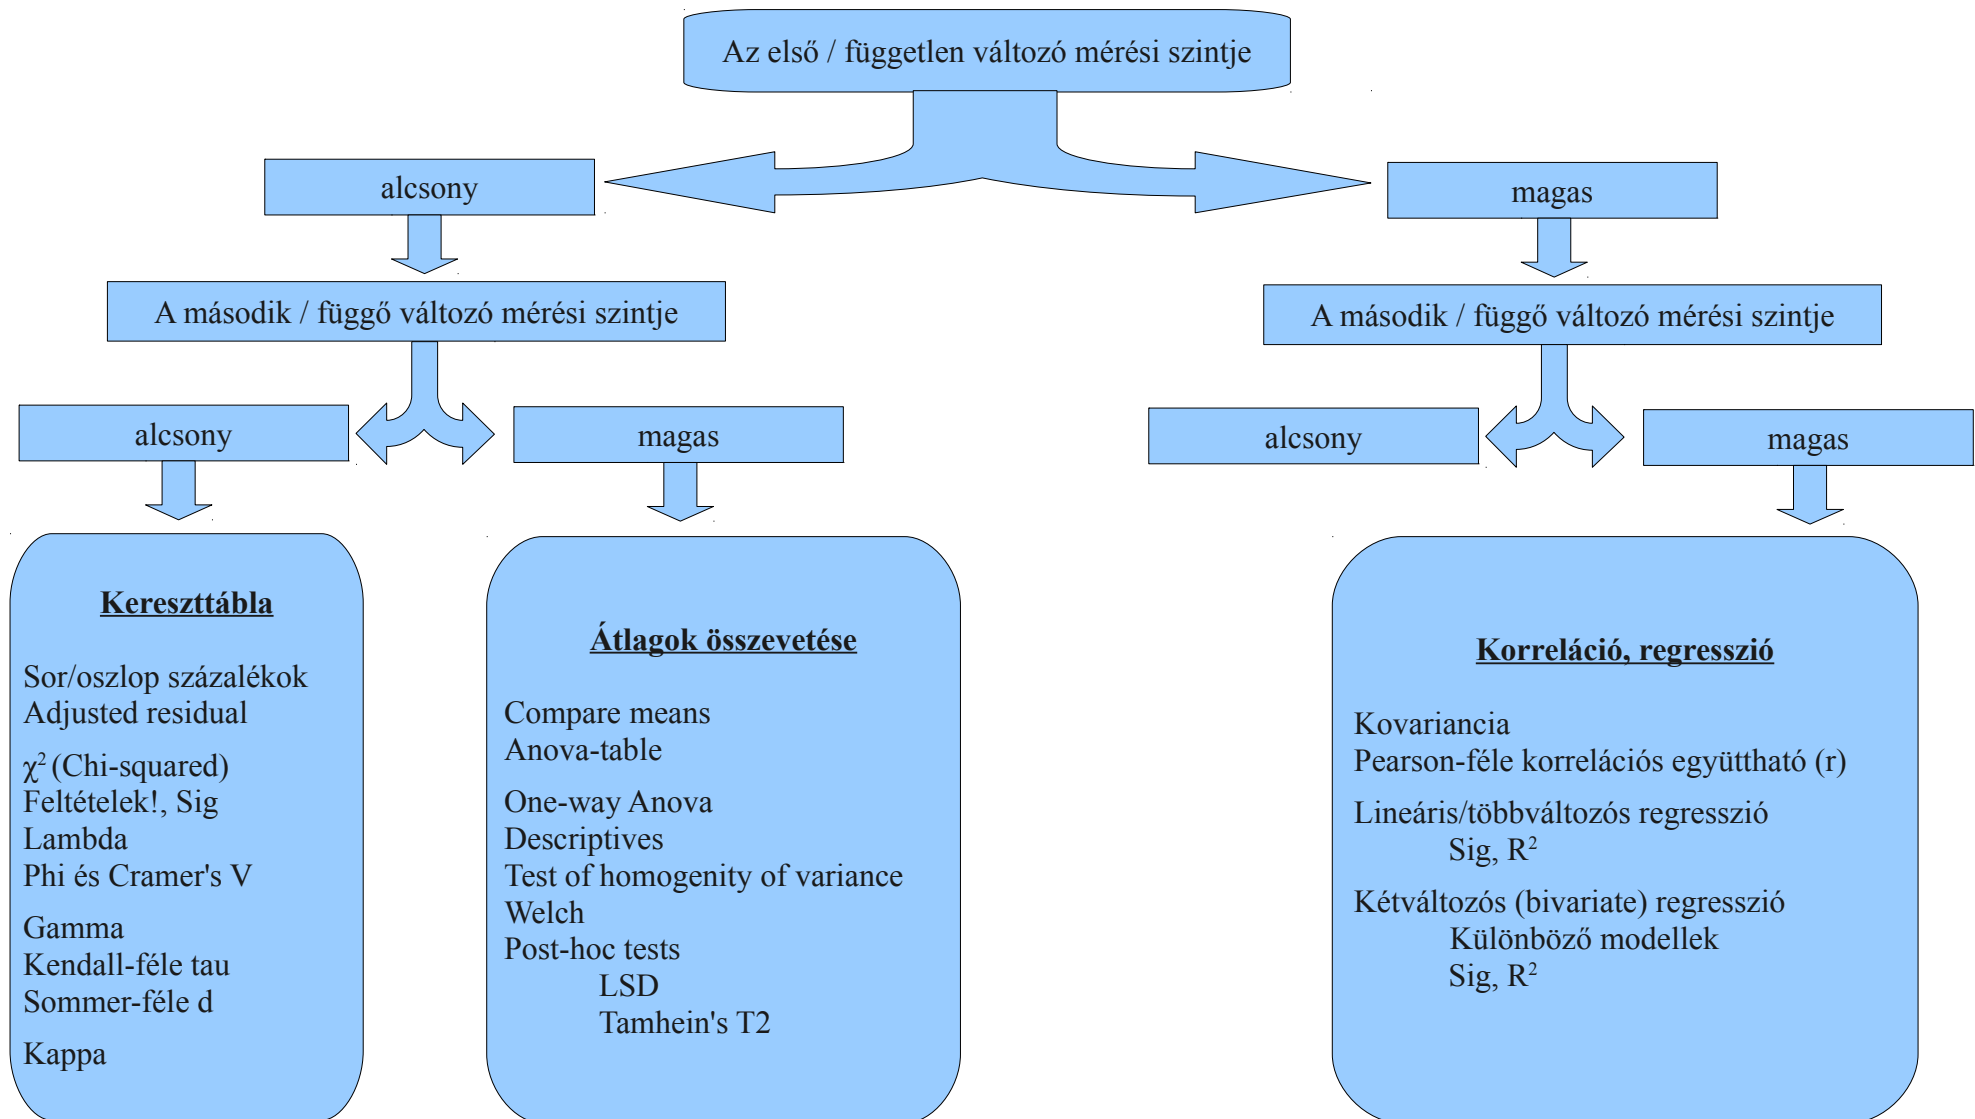 Az első / független változó mérési szintje
alcsony
magas
A második / függő változó mérési szintje
A második / függő változó mérési szintje
alcsony
magas
alcsony
magas
Kereszttábla
Sor/oszlop százalékok
Adjusted residual
χ² (Chi-squared)
Feltételek!, Sig
Lambda
Phi és Cramer's V
Gamma
Kendall-féle tau
Sommer-féle d
Kappa
Átlagok összevetése
Compare means
Anova-table
One-way Anova
Descriptives
Test of homogenity of variance
Welch
Post-hoc tests
LSD
Tamhein's T2
Korreláció, regresszió
Kovariancia
Pearson-féle korrelációs együttható (r)
Lineáris/többváltozós regresszió
Sig, R²
Kétváltozós (bivariate) regresszió
Különböző modellek
Sig, R²